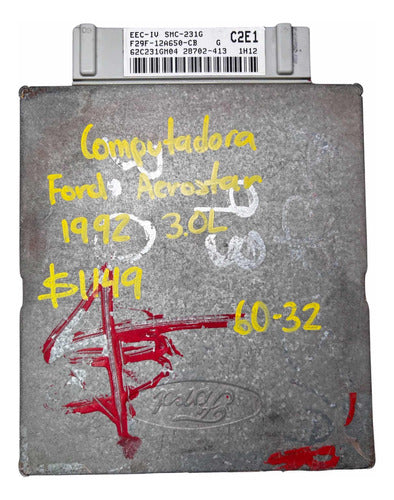 EEC-IV SMC-231G
F29F-12A650-CB G C2E1
62C231GM04 28702-413 1H12
Computadora
Ford Aerostar
1992 3.0L
$1149
60-32
Ford